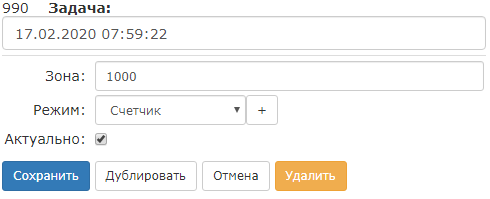 990 Задача:
17.02.2020 07:59:22
Зона: 1000
Режим: Счетчик +
Актуально:
Сохранить Дублировать Отмена Удалить